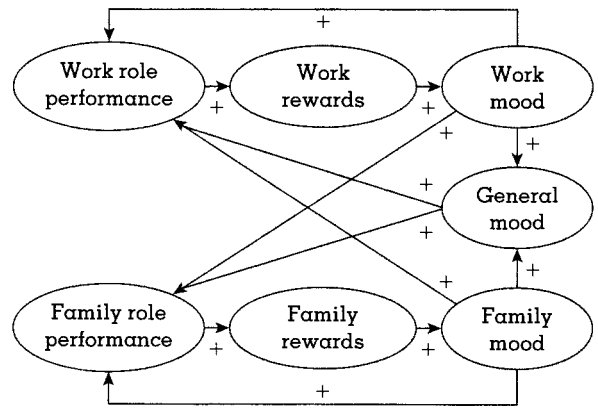 +
Work role
performance
+
Work
rewards
+
Work
mood
+
+
+
General
mood
+
+
+
Family role
performance
+
Family
rewards
+
Family
mood
+